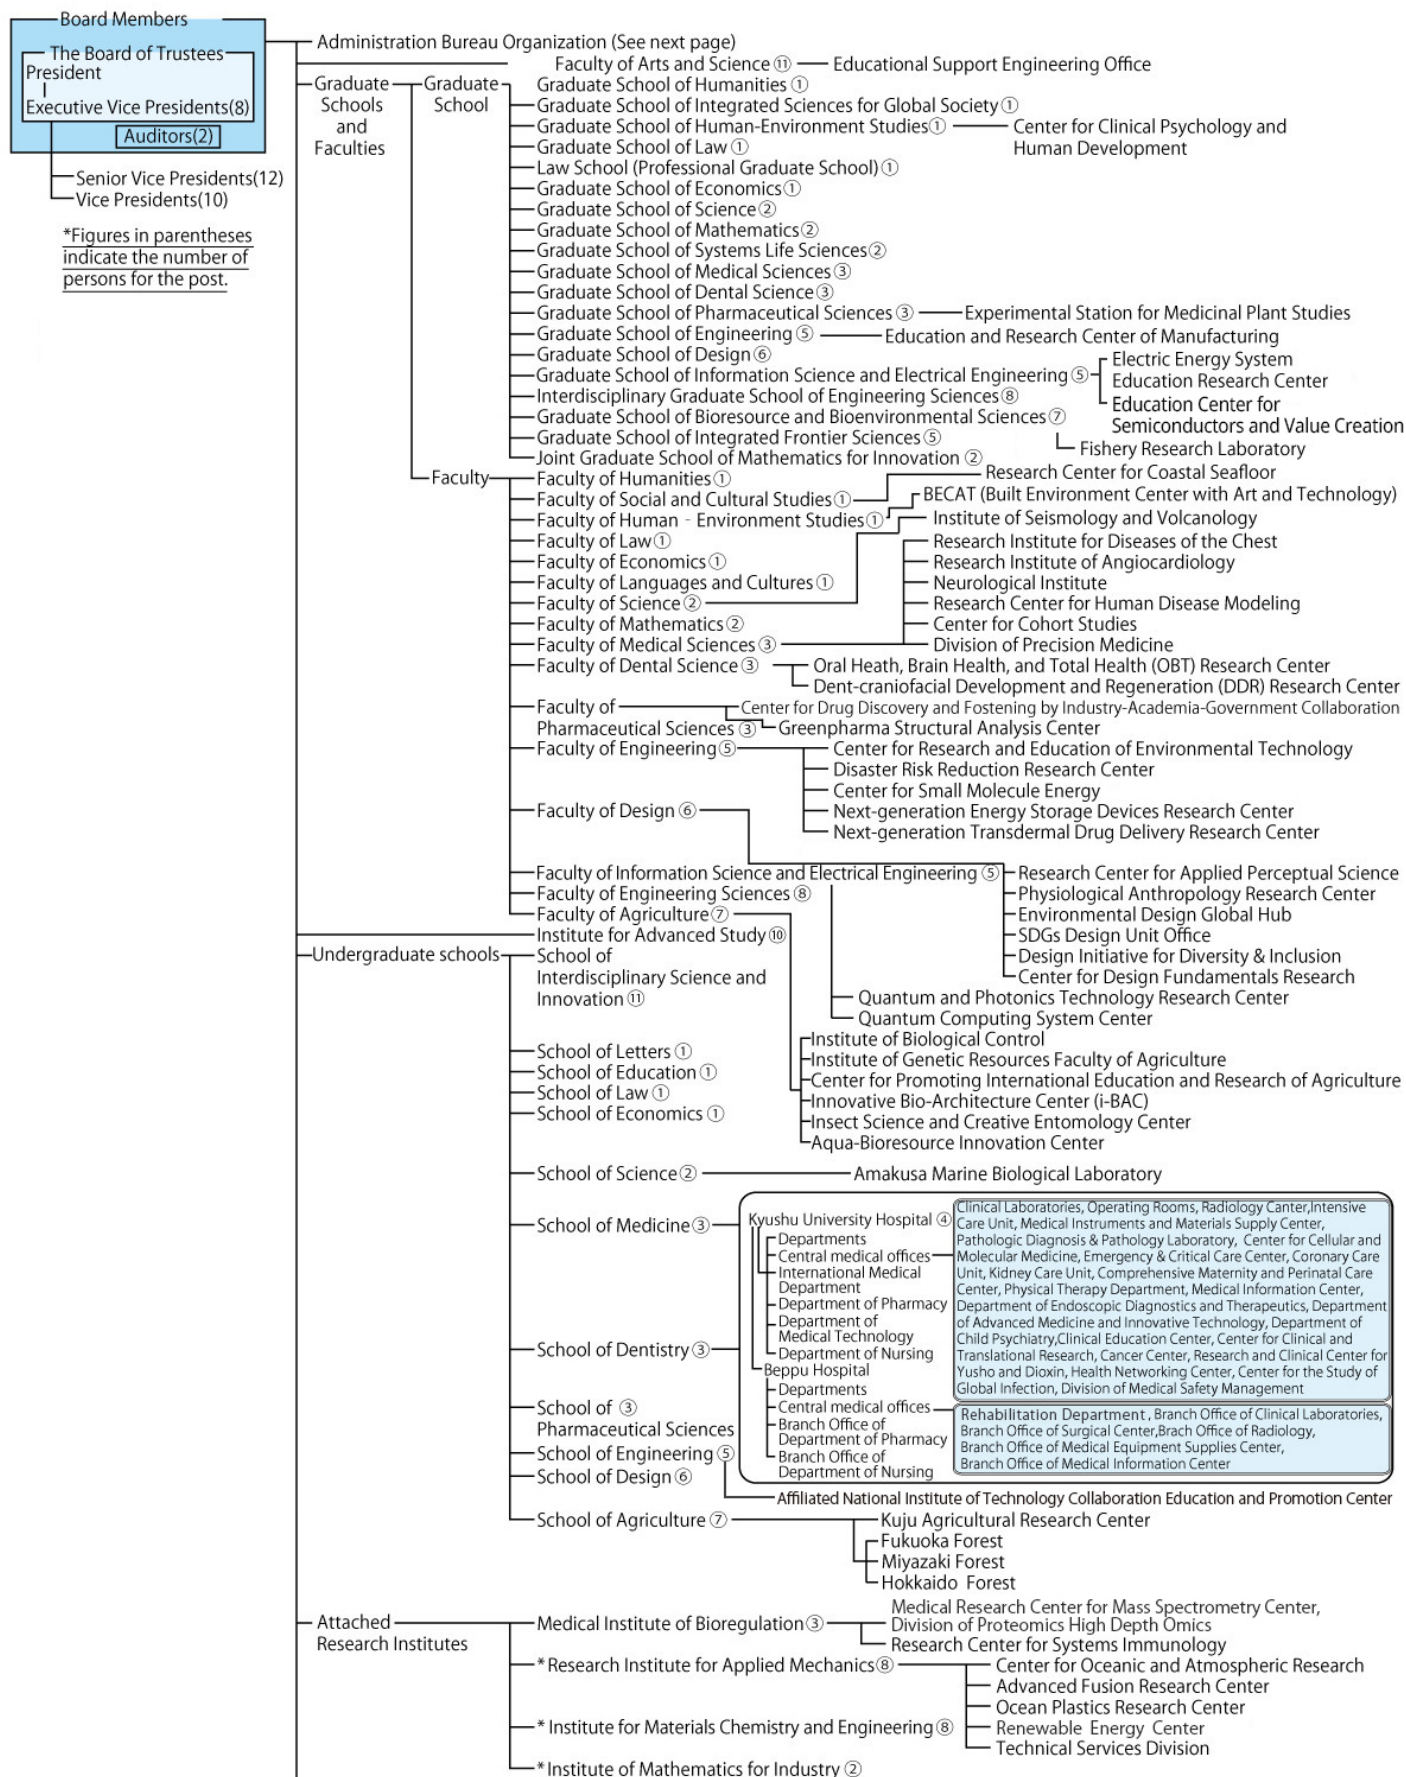 Board Members
The Board of Trustees
President
Executive Vice Presidents(8)
Auditors(2)
Senior Vice Presidents(12)
Vice Presidents(10)
*Figures in parentheses
indicate the number of
persons for the post.
Administration Bureau Organization (See next page)
Faculty of Arts and Science ⑪
Educational Support Engineering Office
Graduate
Schools
and
Faculties
Graduate
School
Graduate School of Humanities ①
Graduate School of Integrated Sciences for Global Society ①
Graduate School of Human-Environment Studies ①
Center for Clinical Psychology and
Human Development
Graduate School of Law ①
Law School (Professional Graduate School) ①
Graduate School of Economics ①
Graduate School of Science ②
Graduate School of Mathematics ②
Graduate School of Systems Life Sciences ②
Graduate School of Medical Sciences ③
Graduate School of Dental Science ③
Graduate School of Pharmaceutical Sciences ③
Experimental Station for Medicinal Plant Studies
Graduate School of Engineering ⑤
Education and Research Center of Manufacturing
Graduate School of Design ⑥
Graduate School of Information Science and Electrical Engineering ⑤
Electric Energy System
Education Research Center
Education Center for
Semiconductors and Value Creation
Interdisciplinary Graduate School of Engineering Sciences ⑧
Graduate School of Bioresource and Bioenvironmental Sciences ⑦
Fishery Research Laboratory
Graduate School of Integrated Frontier Sciences ⑤
Joint Graduate School of Mathematics for Innovation ②
Faculty
Faculty of Humanities ①
Faculty of Social and Cultural Studies ①
Research Center for Coastal Seafloor
Faculty of Human - Environment Studies ①
BECAT (Built Environment Center with Art and Technology)
Faculty of Law ①
Faculty of Economics ①
Faculty of Languages and Cultures ①
Faculty of Science ②
Institute of Seismology and Volcanology
Faculty of Mathematics ②
Faculty of Medical Sciences ③
Research Institute for Diseases of the Chest
Research Institute of Angiocardiology
Neurological Institute
Research Center for Human Disease Modeling
Center for Cohort Studies
Division of Precision Medicine
Faculty of Dental Science ③
Oral Heath, Brain Health, and Total Health (OBT) Research Center
Dent-craniofacial Development and Regeneration (DDR) Research Center
Faculty of
Pharmaceutical Sciences ③
Center for Drug Discovery and Fostening by Industry-Academia-Government Collaboration
Greenpharma Structural Analysis Center
Faculty of Engineering ⑤
Center for Research and Education of Environmental Technology
Disaster Risk Reduction Research Center
Center for Small Molecule Energy
Next-generation Energy Storage Devices Research Center
Next-generation Transdermal Drug Delivery Research Center
Faculty of Design ⑥
Research Center for Applied Perceptual Science
Physiological Anthropology Research Center
Environmental Design Global Hub
SDGs Design Unit Office
Design Initiative for Diversity & Inclusion
Center for Design Fundamentals Research
Faculty of Information Science and Electrical Engineering ⑤
Quantum and Photonics Technology Research Center
Quantum Computing System Center
Faculty of Engineering Sciences ⑧
Faculty of Agriculture ⑦
Institute of Biological Control
Institute of Genetic Resources Faculty of Agriculture
Center for Promoting International Education and Research of Agriculture
Innovative Bio-Architecture Center (i-BAC)
Insect Science and Creative Entomology Center
Aqua-Bioresource Innovation Center
Institute for Advanced Study ⑩
Undergraduate schools
School of
Interdisciplinary Science and
Innovation ⑪
School of Letters ①
School of Education ①
School of Law ①
School of Economics ①
School of Science ②
Amakusa Marine Biological Laboratory
School of Medicine ③
School of Dentistry ③
Kyushu University Hospital ④
Departments
Central medical offices
International Medical
Department
Department of Pharmacy
Department of
Medical Technology
Department of Nursing
Clinical Laboratories, Operating Rooms, Radiology Canter,Intensive
Care Unit, Medical Instruments and Materials Supply Center,
Pathologic Diagnosis & Pathology Laboratory, Center for Cellular and
Molecular Medicine, Emergency & Critical Care Center, Coronary Care
Unit, Kidney Care Unit, Comprehensive Maternity and Perinatal Care
Center, Physical Therapy Department, Medical Information Center,
Department of Endoscopic Diagnostics and Therapeutics, Department
of Advanced Medicine and Innovative Technology, Department of
Child Psychiatry,Clinical Education Center, Center for Clinical and
Translational Research, Cancer Center, Research and Clinical Center for
Yusho and Dioxin, Health Networking Center, Center for the Study of
Global Infection, Division of Medical Safety Management
Beppu Hospital
Departments
Central medical offices
Branch Office of
Department of Pharmacy
Branch Office of
Department of Nursing
Rehabilitation Department, Branch Office of Clinical Laboratories,
Branch Office of Surgical Center,Brach Office of Radiology,
Branch Office of Medical Equipment Supplies Center,
Branch Office of Medical Information Center
School of ③
Pharmaceutical Sciences
School of Engineering ⑤
Affiliated National Institute of Technology Collaboration Education and Promotion Center
School of Design ⑥
School of Agriculture ⑦
Kuju Agricultural Research Center
Fukuoka Forest
Miyazaki Forest
Hokkaido Forest
Attached
Research Institutes
Medical Institute of Bioregulation ③
Medical Research Center for Mass Spectrometry Center,
Division of Proteomics High Depth Omics
Research Center for Systems Immunology
* Research Institute for Applied Mechanics ⑧
Center for Oceanic and Atmospheric Research
Advanced Fusion Research Center
Ocean Plastics Research Center
Renewable Energy Center
Technical Services Division
* Institute for Materials Chemistry and Engineering ⑧
* Institute of Mathematics for Industry ②